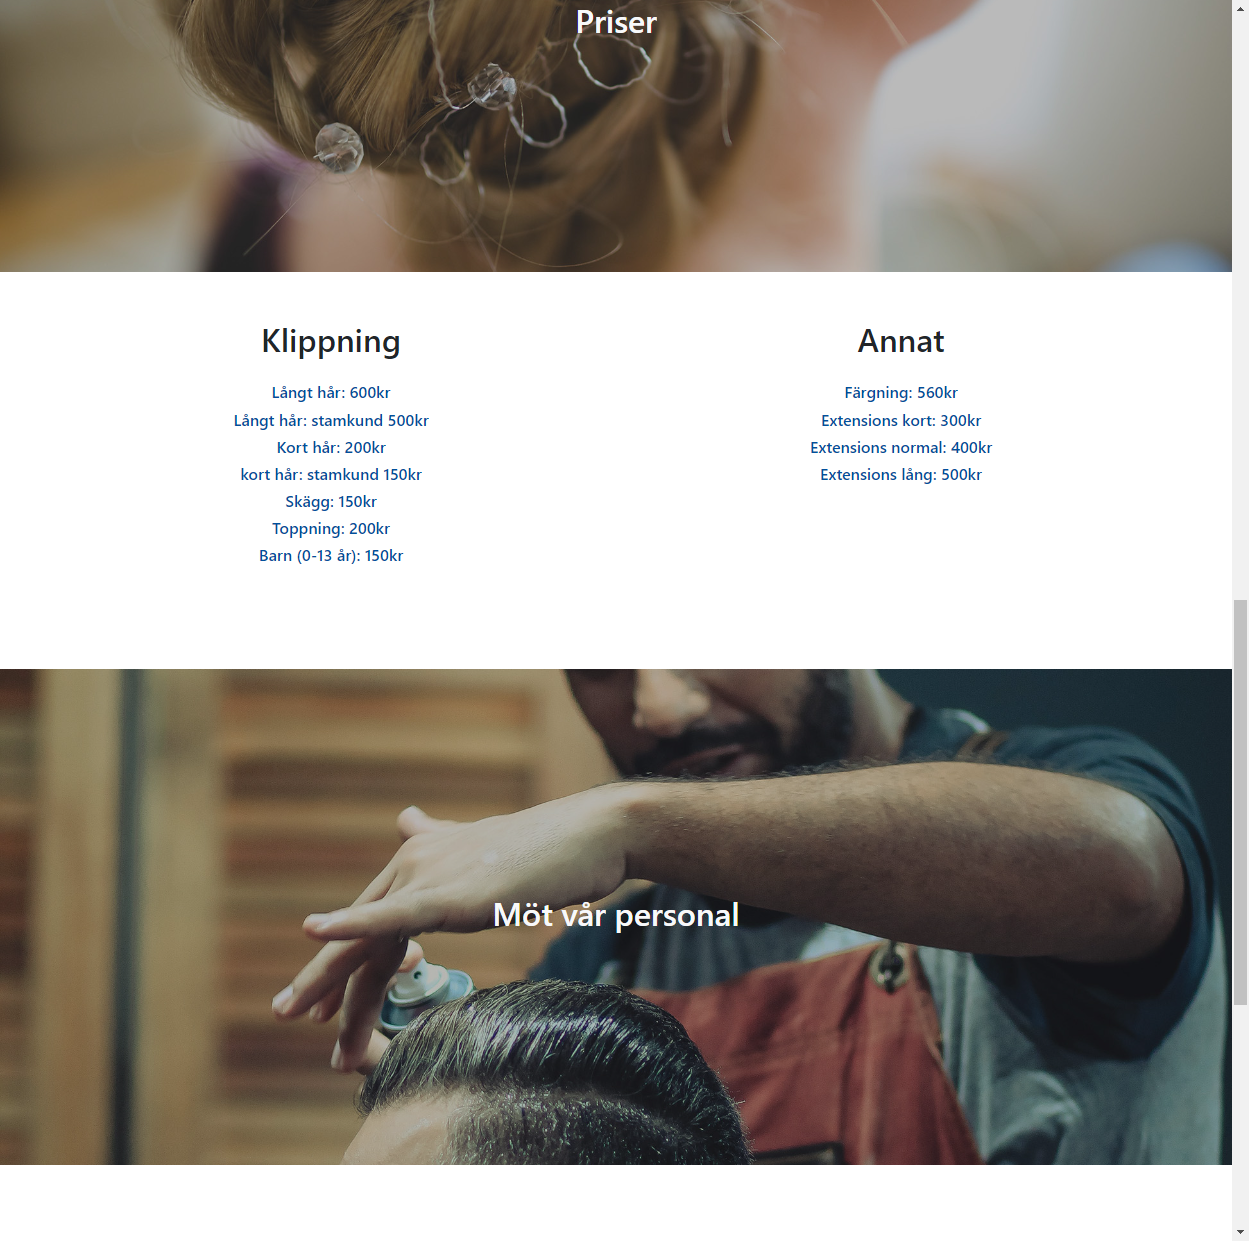 Priser
Klippning
Långt hår: 600kr
Långt hår: stamkund 500kr
Kort hår: 200kr
kort hår: stamkund 150kr
Skägg: 150kr
Toppning: 200kr
Barn (0-13 år): 150kr
Annat
Färgning: 560kr
Extensions kort: 300kr
Extensions normal: 400kr
Extensions lång: 500kr
Möt vår personal